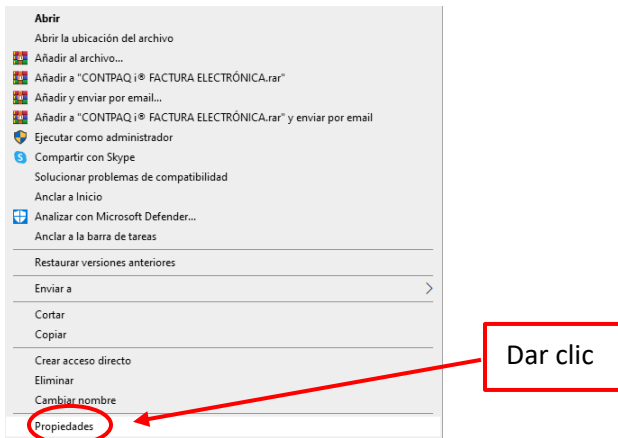 Abrir
Abrir la ubicación del archivo
Añadir al archivo...
Añadir a "CONTPAQ i® FACTURA ELECTRÓNICA.rar"
Añadir y enviar por email...
Añadir a "CONTPAQ i® FACTURA ELECTRÓNICA.rar" y enviar por email
Ejecutar como administrador
Compartir con Skype
Solucionar problemas de compatibilidad
Anclar a Inicio
Analizar con Microsoft Defender...
Anclar a la barra de tareas
Restaurar versiones anteriores
Enviar a
Cortar
Copiar
Crear acceso directo
Eliminar
Cambiar nombre
Propiedades
Dar clic